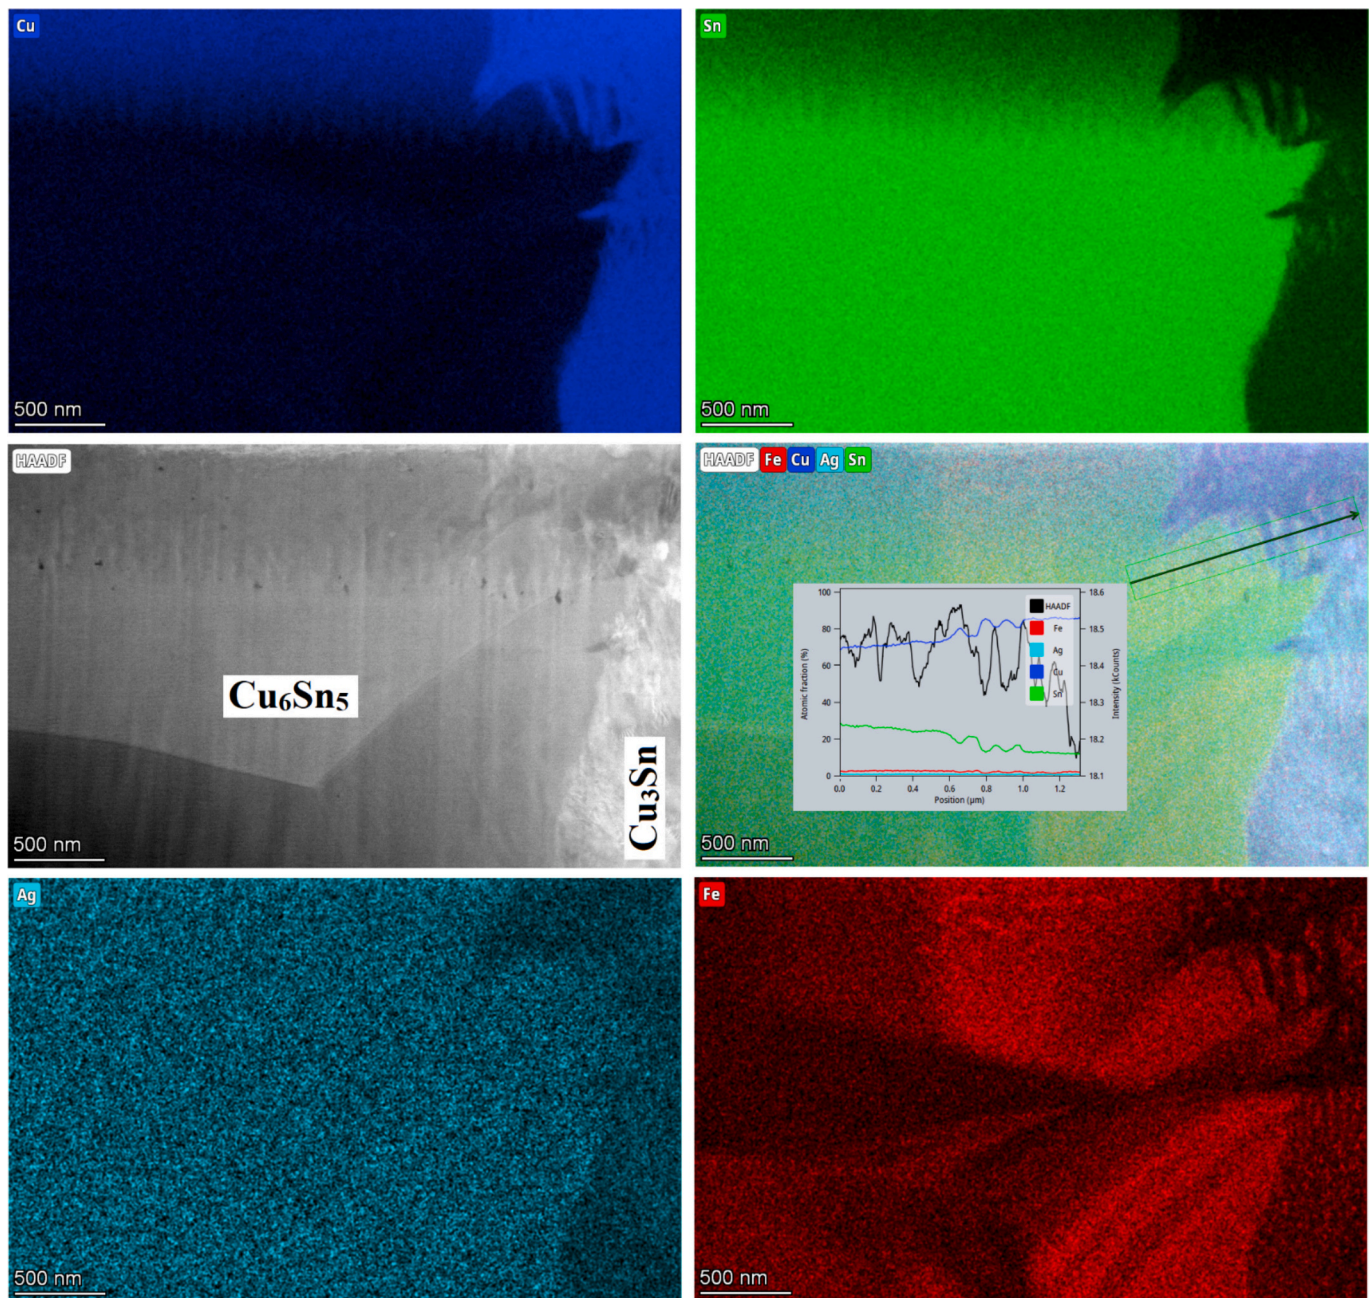 Cu
500 nm
Sn
500 nm
HAADF
Cu₆Sn₅
Cu₃Sn
500 nm
HAADF Fe Cu Ag Sn
100
80
60
40
20
0
Atomic fraction (%)
0.0 0.2 0.4 0.6 0.8 1.0 1.2
Position (µm)
18.6
18.5
18.4
18.3
18.2
18.1
Intensity (kCounts)
HAADF
Fe
Ag
Cu
Sn
500 nm
Ag
500 nm
Fe
500 nm